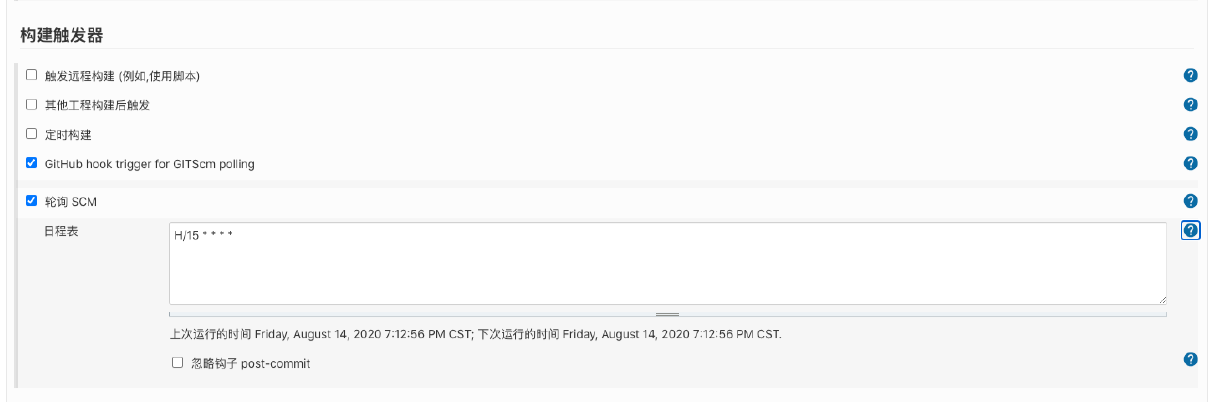 构建触发器
触发远程构建 (例如,使用脚本)
其他工程构建后触发
定时构建
GitHub hook trigger for GITScm polling
轮询 SCM
日程表
H/15 * * * *
上次运行的时间 Friday, August 14, 2020 7:12:56 PM CST; 下次运行的时间 Friday, August 14, 2020 7:12:56 PM CST.
忽略钩子 post-commit